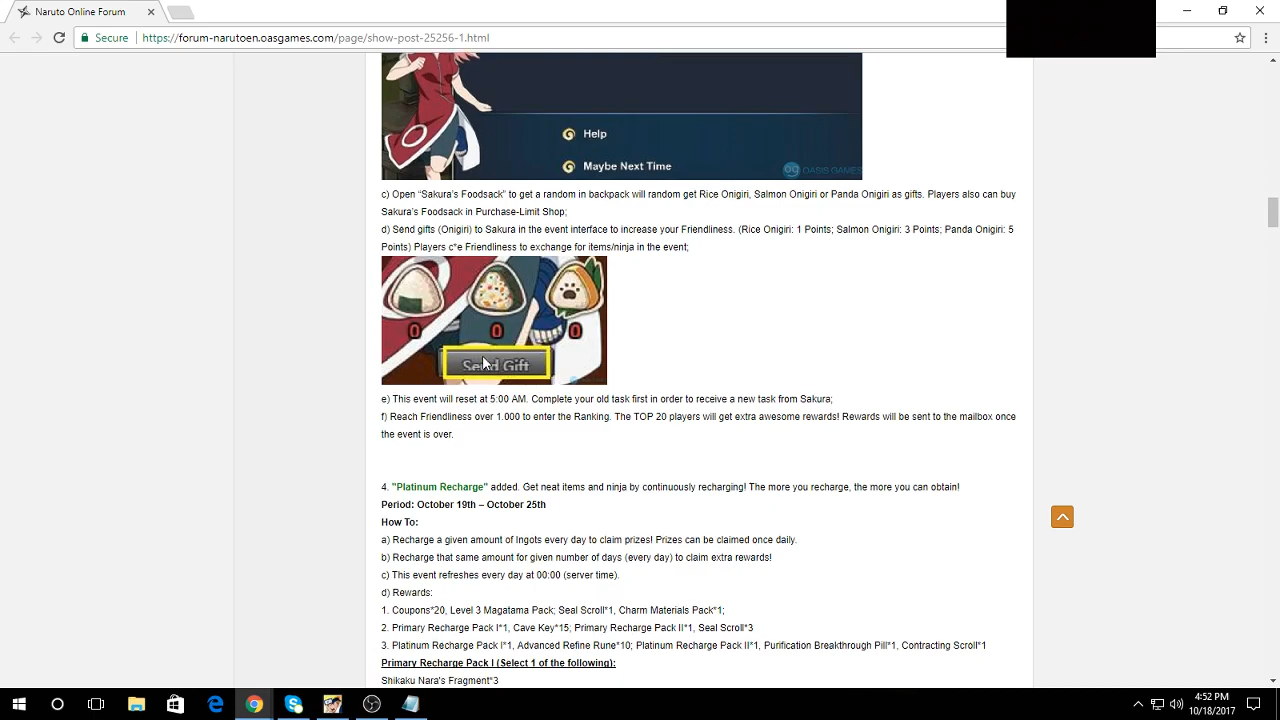 Naruto Online Forum
Secure https://forum-narutoen.oasgames.com/page/show-post-25256-1.html
Help
Maybe Next Time
OASIS GAMES
c) Open “Sakura's Foodsack” to get a random in backpack will random get Rice Onigiri, Salmon Onigiri or Panda Onigiri as gifts. Players also can buy
Sakura's Foodsack in Purchase-Limit Shop;
d) Send gifts (Onigiri) to Sakura in the event interface to increase your Friendliness. (Rice Onigiri: 1 Points; Salmon Onigiri: 3 Points; Panda Onigiri: 5
Points) Players c*e Friendliness to exchange for items/ninja in the event;
0 0 0
Send Gift
e) This event will reset at 5:00 AM. Complete your old task first in order to receive a new task from Sakura;
f) Reach Friendliness over 1.000 to enter the Ranking. The TOP 20 players will get extra awesome rewards! Rewards will be sent to the mailbox once
the event is over.
4. "Platinum Recharge" added. Get neat items and ninja by continuously recharging! The more you recharge, the more you can obtain!
Period: October 19th – October 25th
How To:
a) Recharge a given amount of Ingots every day to claim prizes! Prizes can be claimed once daily.
b) Recharge that same amount for given number of days (every day) to claim extra rewards!
c) This event refreshes every day at 00:00 (server time).
d) Rewards:
1. Coupons*20, Level 3 Magatama Pack; Seal Scroll*1, Charm Materials Pack*1;
2. Primary Recharge Pack I*1, Cave Key*15; Primary Recharge Pack II*1, Seal Scroll*3
3. Platinum Recharge Pack I*1, Advanced Refine Rune*10; Platinum Recharge Pack II*1, Purification Breakthrough Pill*1, Contracting Scroll*1
Primary Recharge Pack I (Select 1 of the following):
Shikaku Nara's Fragment*3
4:52 PM
10/18/2017